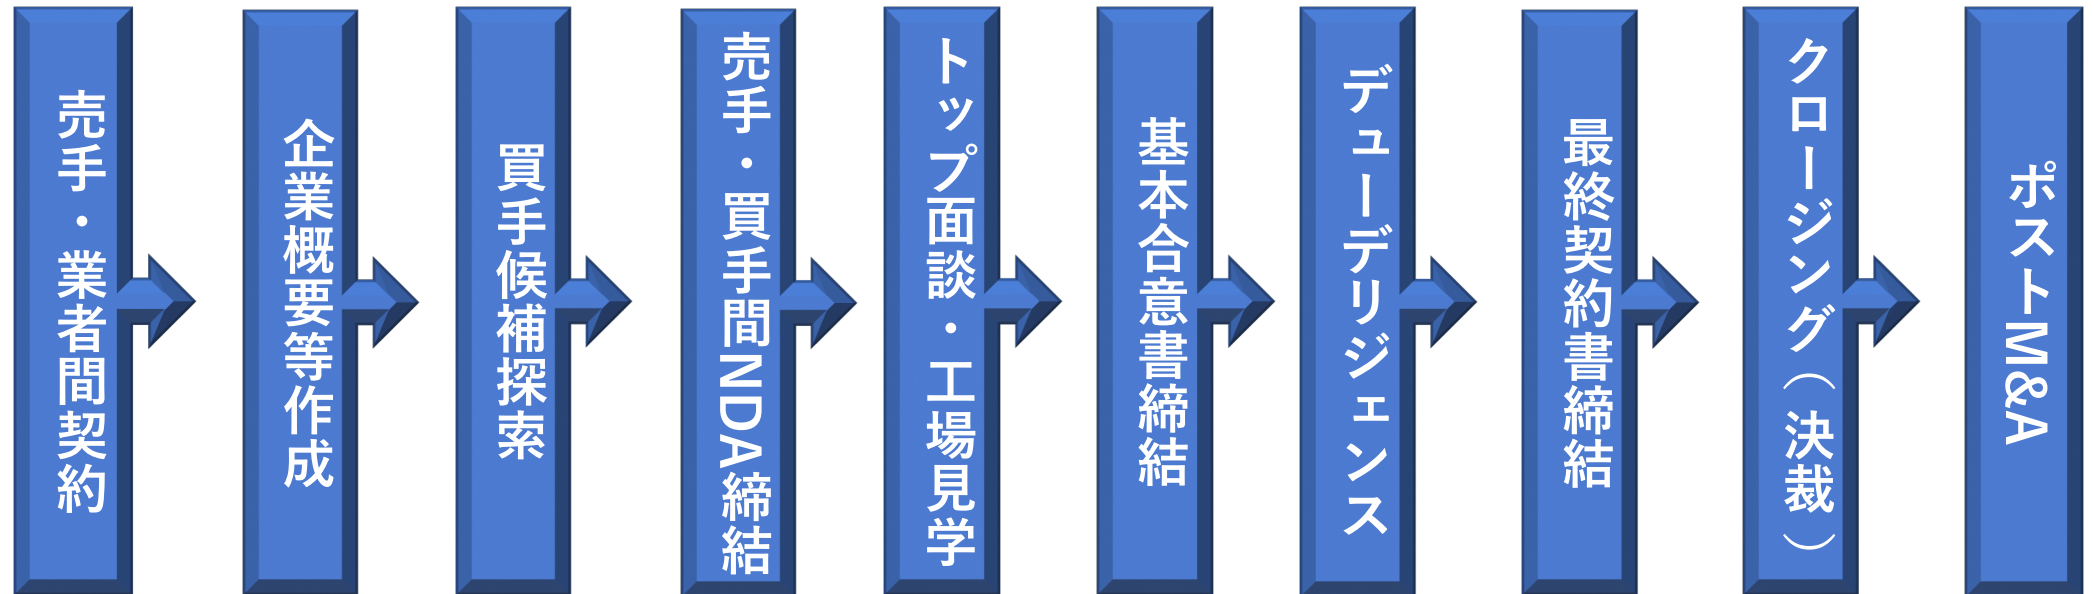 売手・業者間契約
企業概要等作成
買手候補探索
売手・買手間NDA締結
トップ面談・工場見学
基本合意書締結
デューデリジェンス
最終契約書締結
クロージング（決裁）
ポストM&A